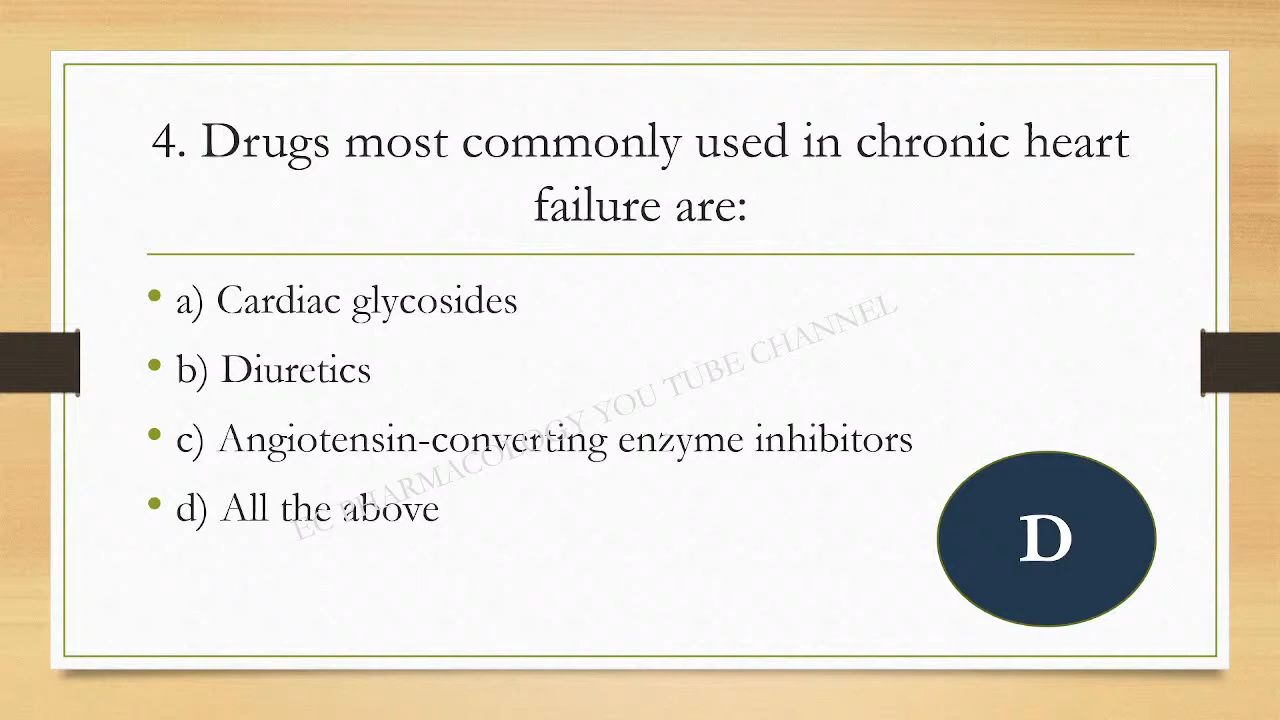 4. Drugs most commonly used in chronic heart
failure are:
• a) Cardiac glycosides
• b) Diuretics
• c) Angiotensin-converting enzyme inhibitors
• d) All the above
EC PHARMACOLOGY YOU TUBE CHANNEL
D